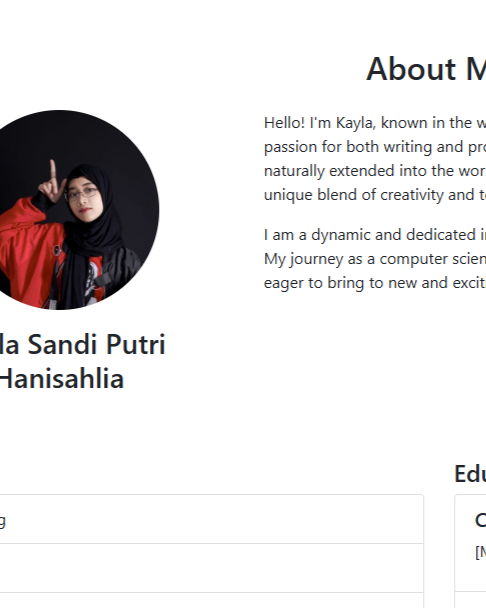 About M
Hello! I'm Kayla, known in the w
passion for both writing and pro
naturally extended into the wor
unique blend of creativity and t
I am a dynamic and dedicated i
My journey as a computer scien
eager to bring to new and excit
la Sandi Putri
Hanisahlia
Edu
g
C
[M